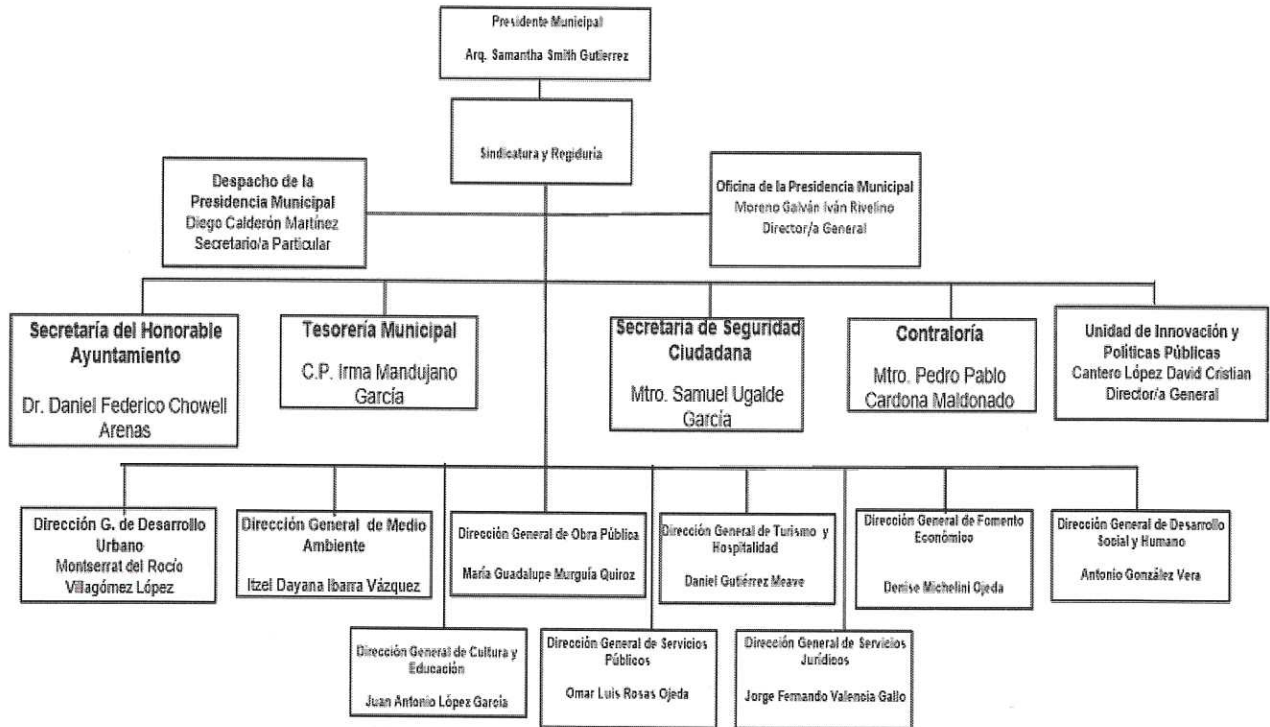 Presidente Municipal
Arq. Samantha Smith Gutierrez
Sindicatura y Regiduría
Despacho de la
Presidencia Municipal
Diego Calderón Martínez
Secretario/a Particular
Oficina de la Presidencia Municipal
Moreno Galván Iván Rivelino
Director/a General
Secretaría del Honorable
Ayuntamiento
Dr. Daniel Federico Chowell
Arenas
Tesorería Municipal
C.P. Irma Mandujano
García
Secretaría de Seguridad
Ciudadana
Mtro. Samuel Ugalde
García
Contraloría
Mtro. Pedro Pablo
Cardona Maldonado
Unidad de Innovación y
Políticas Públicas
Cantero López David Cristian
Director/a General
Dirección G. de Desarrollo
Urbano
Montserrat del Rocío
Villagómez López
Dirección General de Medio
Ambiente
Itzel Dayana Ibarra Vázquez
Dirección General de Obra Pública
María Guadalupe Murguía Quiroz
Dirección General de Turismo y
Hospitalidad
Daniel Gutiérrez Meave
Dirección General de Fomento
Económico
Denise Michelini Ojeda
Dirección General de Desarrollo
Social y Humano
Antonio González Vera
Dirección General de Cultura y
Educación
Juan Antonio López García
Dirección General de Servicios
Públicos
Omar Luis Rosas Ojeda
Dirección General de Servicios
Jurídicos
Jorge Fernando Valencia Gallo